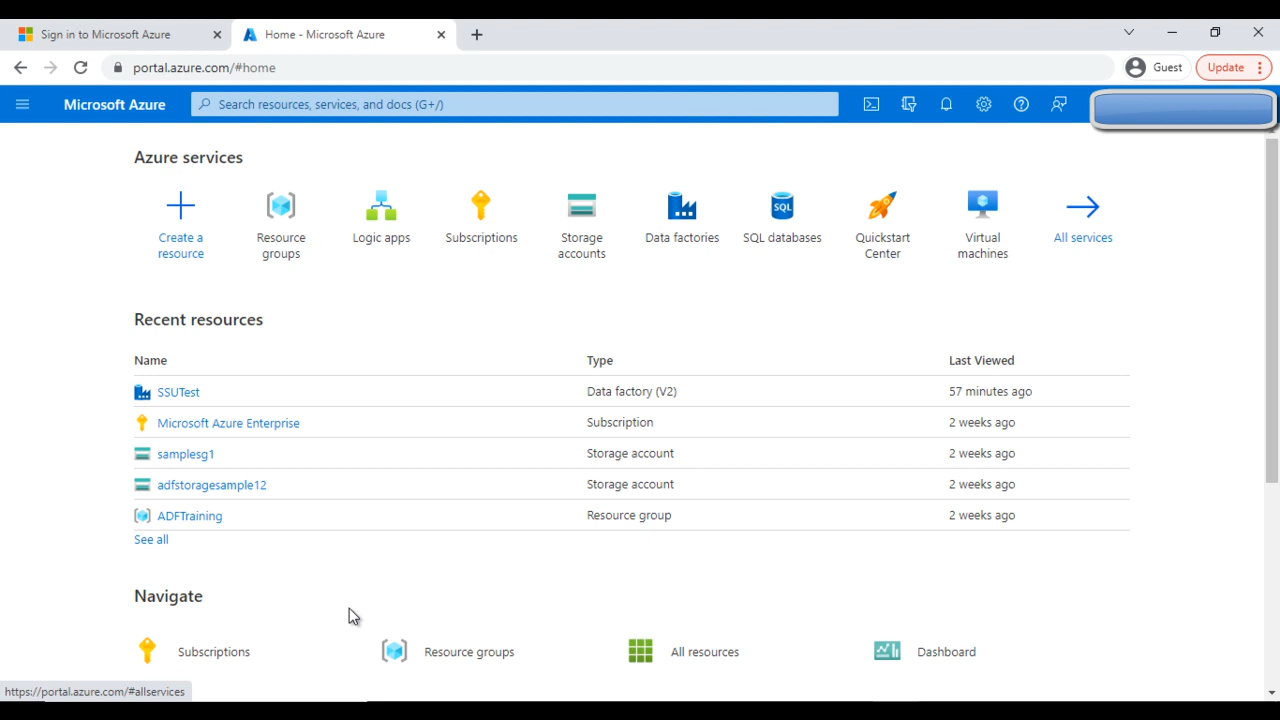 Sign in to Microsoft Azure
Home - Microsoft Azure
portal.azure.com/#home
Guest
Update
Microsoft Azure
Search resources, services, and docs (G+/)
Azure services
Create a
resource
Resource
groups
Logic apps
Subscriptions
Storage
accounts
Data factories
SQL
SQL databases
Quickstart
Center
Virtual
machines
All services
Recent resources
Name Type Last Viewed
SSUTest Data factory (V2) 57 minutes ago
Microsoft Azure Enterprise Subscription 2 weeks ago
samplesg1 Storage account 2 weeks ago
adfstoragesample12 Storage account 2 weeks ago
ADFTraining Resource group 2 weeks ago
See all
Navigate
Subscriptions Resource groups All resources Dashboard
https://portal.azure.com/#allservices